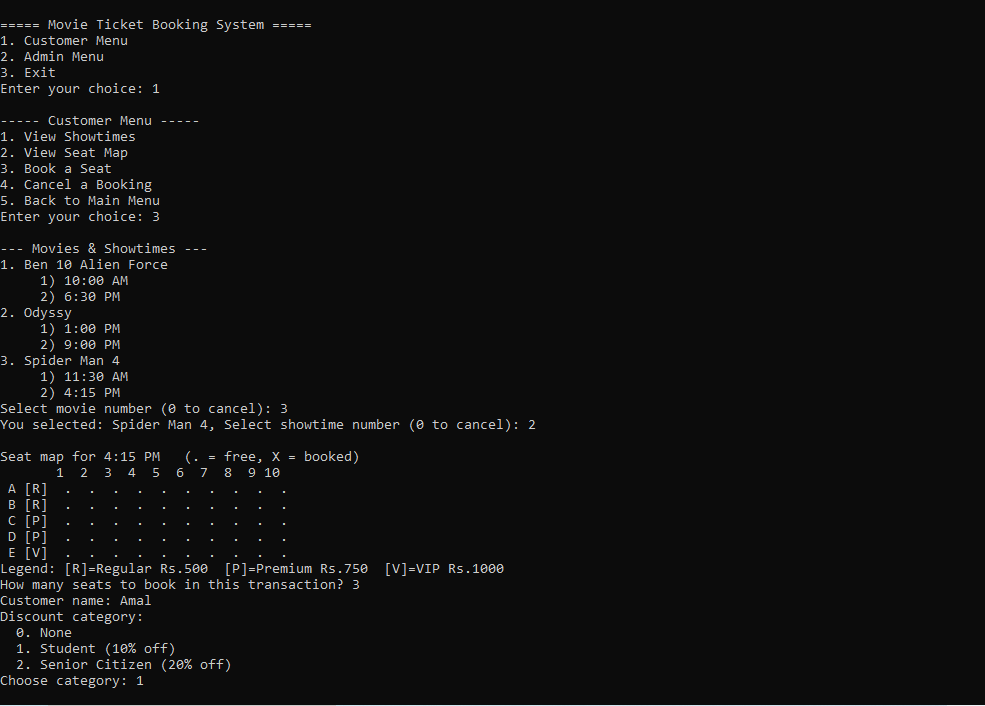 ===== Movie Ticket Booking System =====
1. Customer Menu
2. Admin Menu
3. Exit
Enter your choice: 1

----- Customer Menu -----
1. View Showtimes
2. View Seat Map
3. Book a Seat
4. Cancel a Booking
5. Back to Main Menu
Enter your choice: 3

--- Movies & Showtimes ---
1. Ben 10 Alien Force
     1) 10:00 AM
     2) 6:30 PM
2. Odyssy
     1) 1:00 PM
     2) 9:00 PM
3. Spider Man 4
     1) 11:30 AM
     2) 4:15 PM
Select movie number (0 to cancel): 3
You selected: Spider Man 4, Select showtime number (0 to cancel): 2

Seat map for 4:15 PM   (. = free, X = booked)
       1  2  3  4  5  6  7  8  9 10
 A [R]  .  .  .  .  .  .  .  .  .  .
 B [R]  .  .  .  .  .  .  .  .  .  .
 C [P]  .  .  .  .  .  .  .  .  .  .
 D [P]  .  .  .  .  .  .  .  .  .  .
 E [V]  .  .  .  .  .  .  .  .  .  .
Legend: [R]=Regular Rs.500  [P]=Premium Rs.750  [V]=VIP Rs.1000
How many seats to book in this transaction? 3
Customer name: Amal
Discount category:
  0. None
  1. Student (10% off)
  2. Senior Citizen (20% off)
Choose category: 1